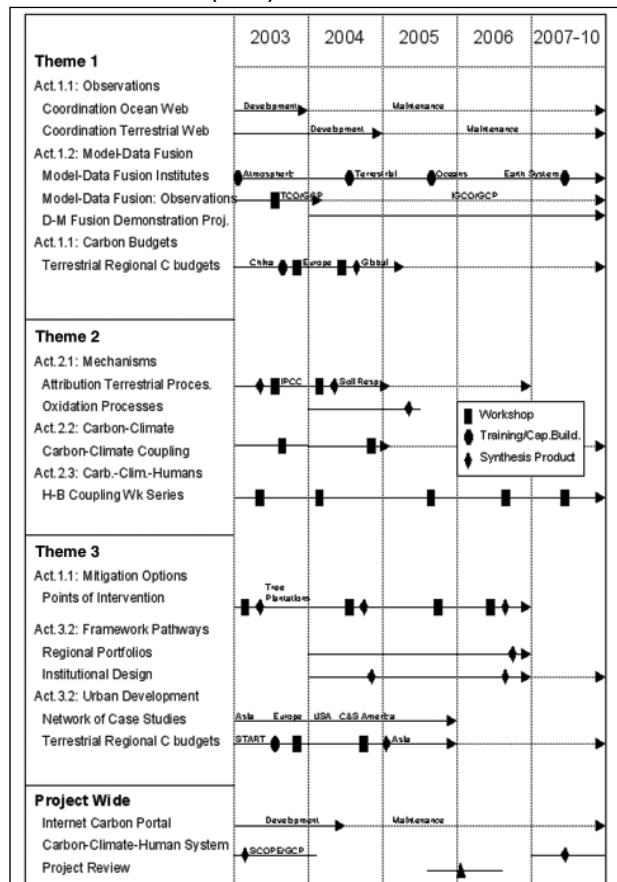 2003 2004 2005 2006 2007-10
Theme 1
Act.1.1: Observations
Coordination Ocean Web Development Maintenance
Coordination Terrestrial Web Development Maintenance
Act.1.2: Model-Data Fusion
Model-Data Fusion Institutes Atmospheric Terrestrial Oceans Earth System
Model-Data Fusion: Observations TCO/GCP IGCO/GCP
D-M Fusion Demonstration Proj.
Act.1.1: Carbon Budgets
Terrestrial Regional C budgets China Europe Global
Theme 2
Act.2.1: Mechanisms
Attribution Terrestrial Proces. IPCC Soil Resp.
Oxidation Processes
Workshop
Act.2.2: Carbon-Climate
Training/Cap.Build.
Carbon-Climate Coupling
Synthesis Product
Act.2.3: Carb.-Clim.-Humans
H-B Coupling Wk Series
Theme 3
Act.1.1: Mitigation Options
Tree
Points of Intervention Plantations
Act.3.2: Framework Pathways
Regional Portfolios
Institutional Design
Act.3.2: Urban Development
Network of Case Studies Asia Europe USA C&S America
Terrestrial Regional C budgets START Asia
Project Wide
Internet Carbon Portal Development Maintenance
Carbon-Climate-Human System SCOPE/GCP
Project Review